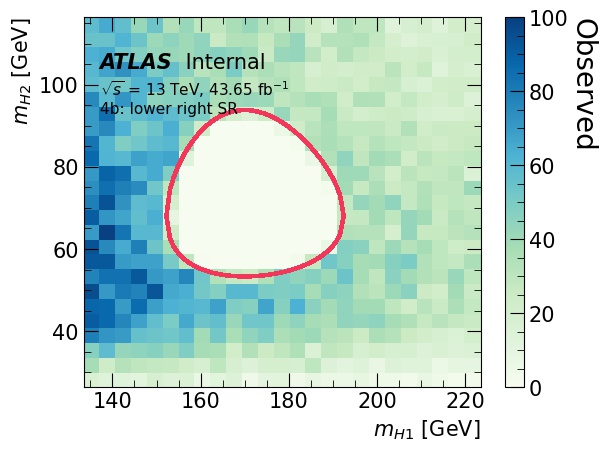 ATLAS Internal
√s = 13 TeV, 43.65 fb⁻¹
4b: lower right SR
m_H2 [GeV]
100
80
60
40
140 160 180 200 220
m_H1 [GeV]
100
80
60
40
20
0
Observed